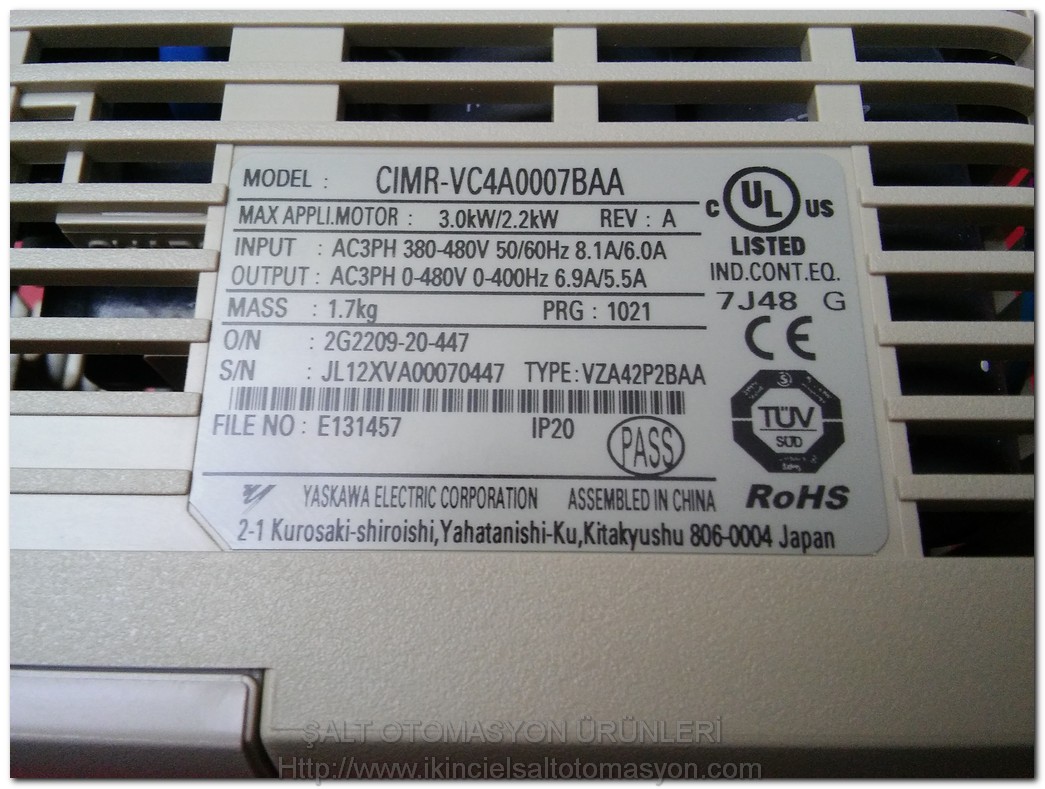 MODEL : CIMR-VC4A0007BAA
MAX APPLI.MOTOR : 3.0kW/2.2kW REV : A
INPUT : AC3PH 380-480V 50/60Hz 8.1A/6.0A
OUTPUT : AC3PH 0-480V 0-400Hz 6.9A/5.5A
MASS : 1.7kg PRG : 1021
O/N : 2G2209-20-447
S/N : JL12XVA00070447 TYPE : VZA42P2BAA
FILE NO : E131457 IP20
PASS
C UL US
LISTED
IND.CONT.EQ.
7J48 G
CE
TÜV
SÜD
RoHS
YASKAWA ELECTRIC CORPORATION ASSEMBLED IN CHINA
2-1 Kurosaki-shiroishi,Yahatanishi-Ku,Kitakyushu 806-0004 Japan
ŞALT OTOMASYON ÜRÜNLERİ
Http://www.ikincielsaltotomasyon.com